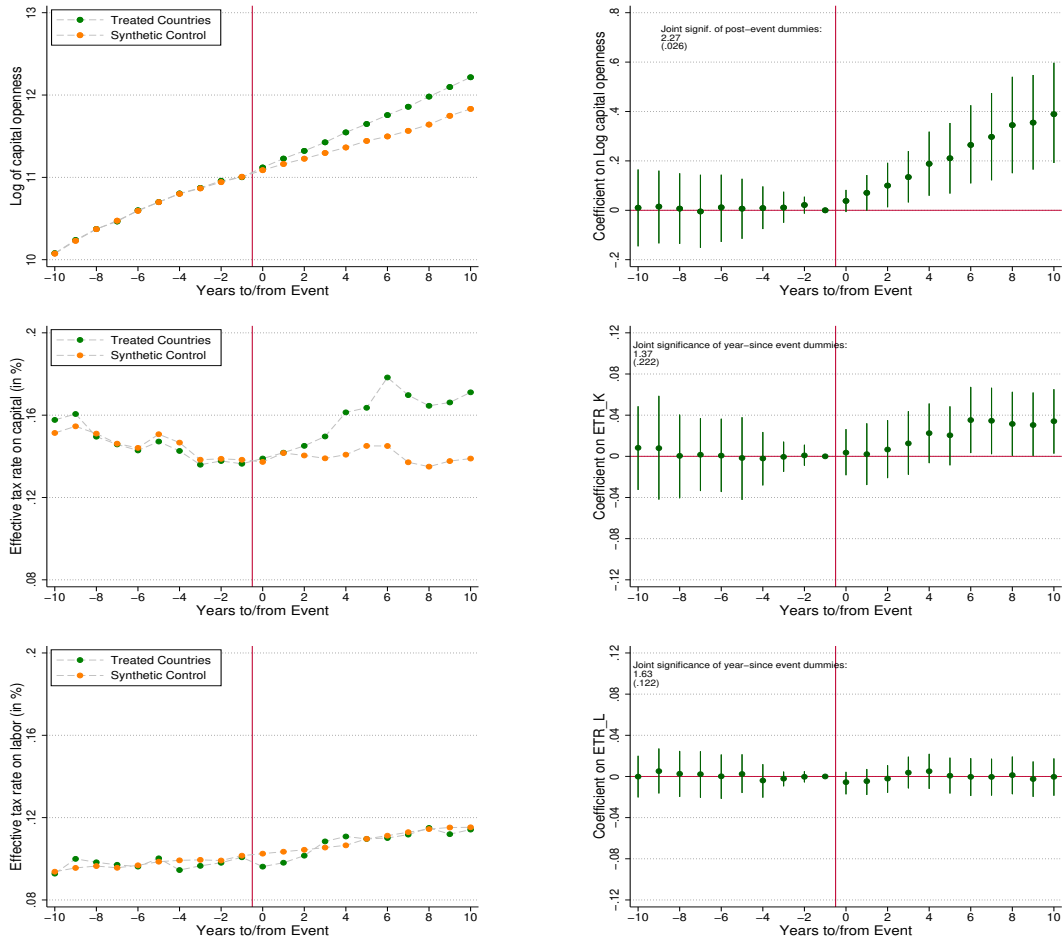 Treated Countries
Synthetic Control
Log of capital openness
13
12
11
10
−10 −8 −6 −4 −2 0 2 4 6 8 10
Years to/from Event
Joint signif. of post−event dummies:
2.27
(.026)
Coefficient on Log capital openness
.8
.6
.4
.2
0
−.2
−10 −8 −6 −4 −2 0 2 4 6 8 10
Years to/from Event
Treated Countries
Synthetic Control
Effective tax rate on capital (in %)
.2
.16
.12
.08
−10 −8 −6 −4 −2 0 2 4 6 8 10
Years to/from Event
Joint significance of year−since event dummies:
1.37
(.222)
Coefficient on ETR_K
.12
.08
.04
0
−.04
−.08
−.12
−10 −8 −6 −4 −2 0 2 4 6 8 10
Years to/from Event
Treated Countries
Synthetic Control
Effective tax rate on labor (in %)
.2
.16
.12
.08
−10 −8 −6 −4 −2 0 2 4 6 8 10
Years to/from Event
Joint significance of year−since event dummies:
1.63
(.122)
Coefficient on ETR_L
.12
.08
.04
0
−.04
−.08
−.12
−10 −8 −6 −4 −2 0 2 4 6 8 10
Years to/from Event